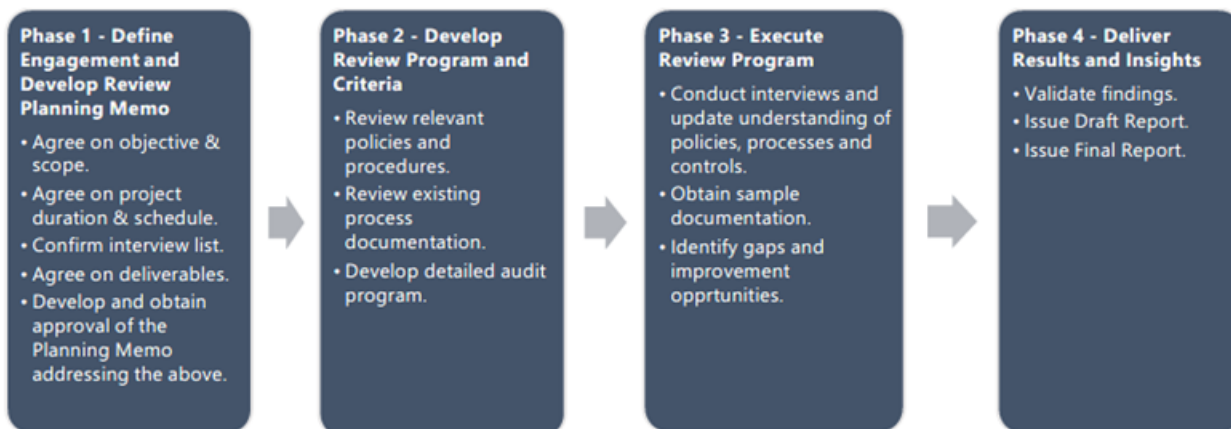 Phase 1 - Define
Engagement and
Develop Review
Planning Memo
• Agree on objective &
scope.
• Agree on project
duration & schedule.
• Confirm interview list.
• Agree on deliverables.
• Develop and obtain
approval of the
Planning Memo
addressing the above.
Phase 2 - Develop
Review Program and
Criteria
• Review relevant
policies and
procedures.
• Review existing
process
documentation.
• Develop detailed audit
program.
Phase 3 - Execute
Review Program
• Conduct interviews and
update understanding of
policies, processes and
controls.
• Obtain sample
documentation.
• Identify gaps and
improvement
opprtunities.
Phase 4 - Deliver
Results and Insights
• Validate findings.
• Issue Draft Report.
• Issue Final Report.